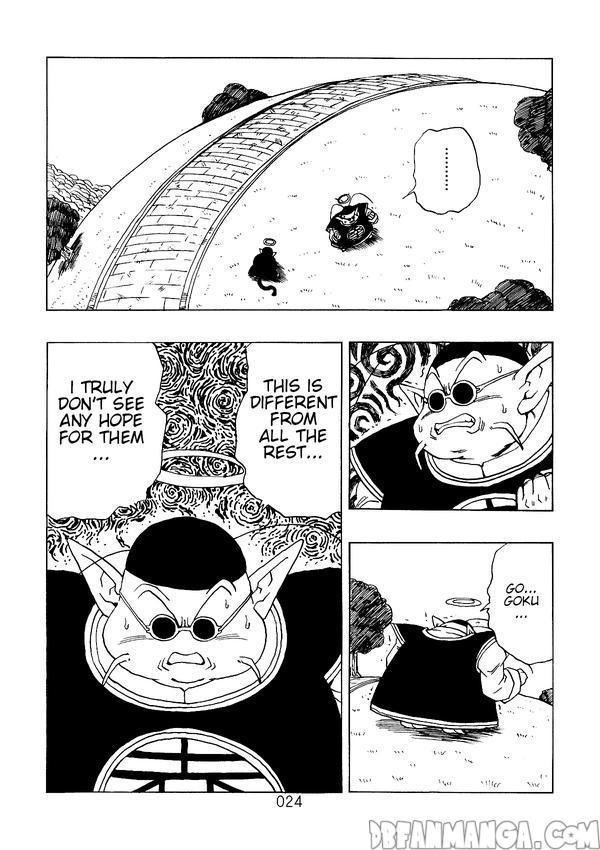 .........
GO...
GOKU
...
THIS IS
DIFFERENT
FROM
ALL THE
REST...
I TRULY
DON'T SEE
ANY HOPE
FOR THEM
...
024
DBFANMANGA.COM